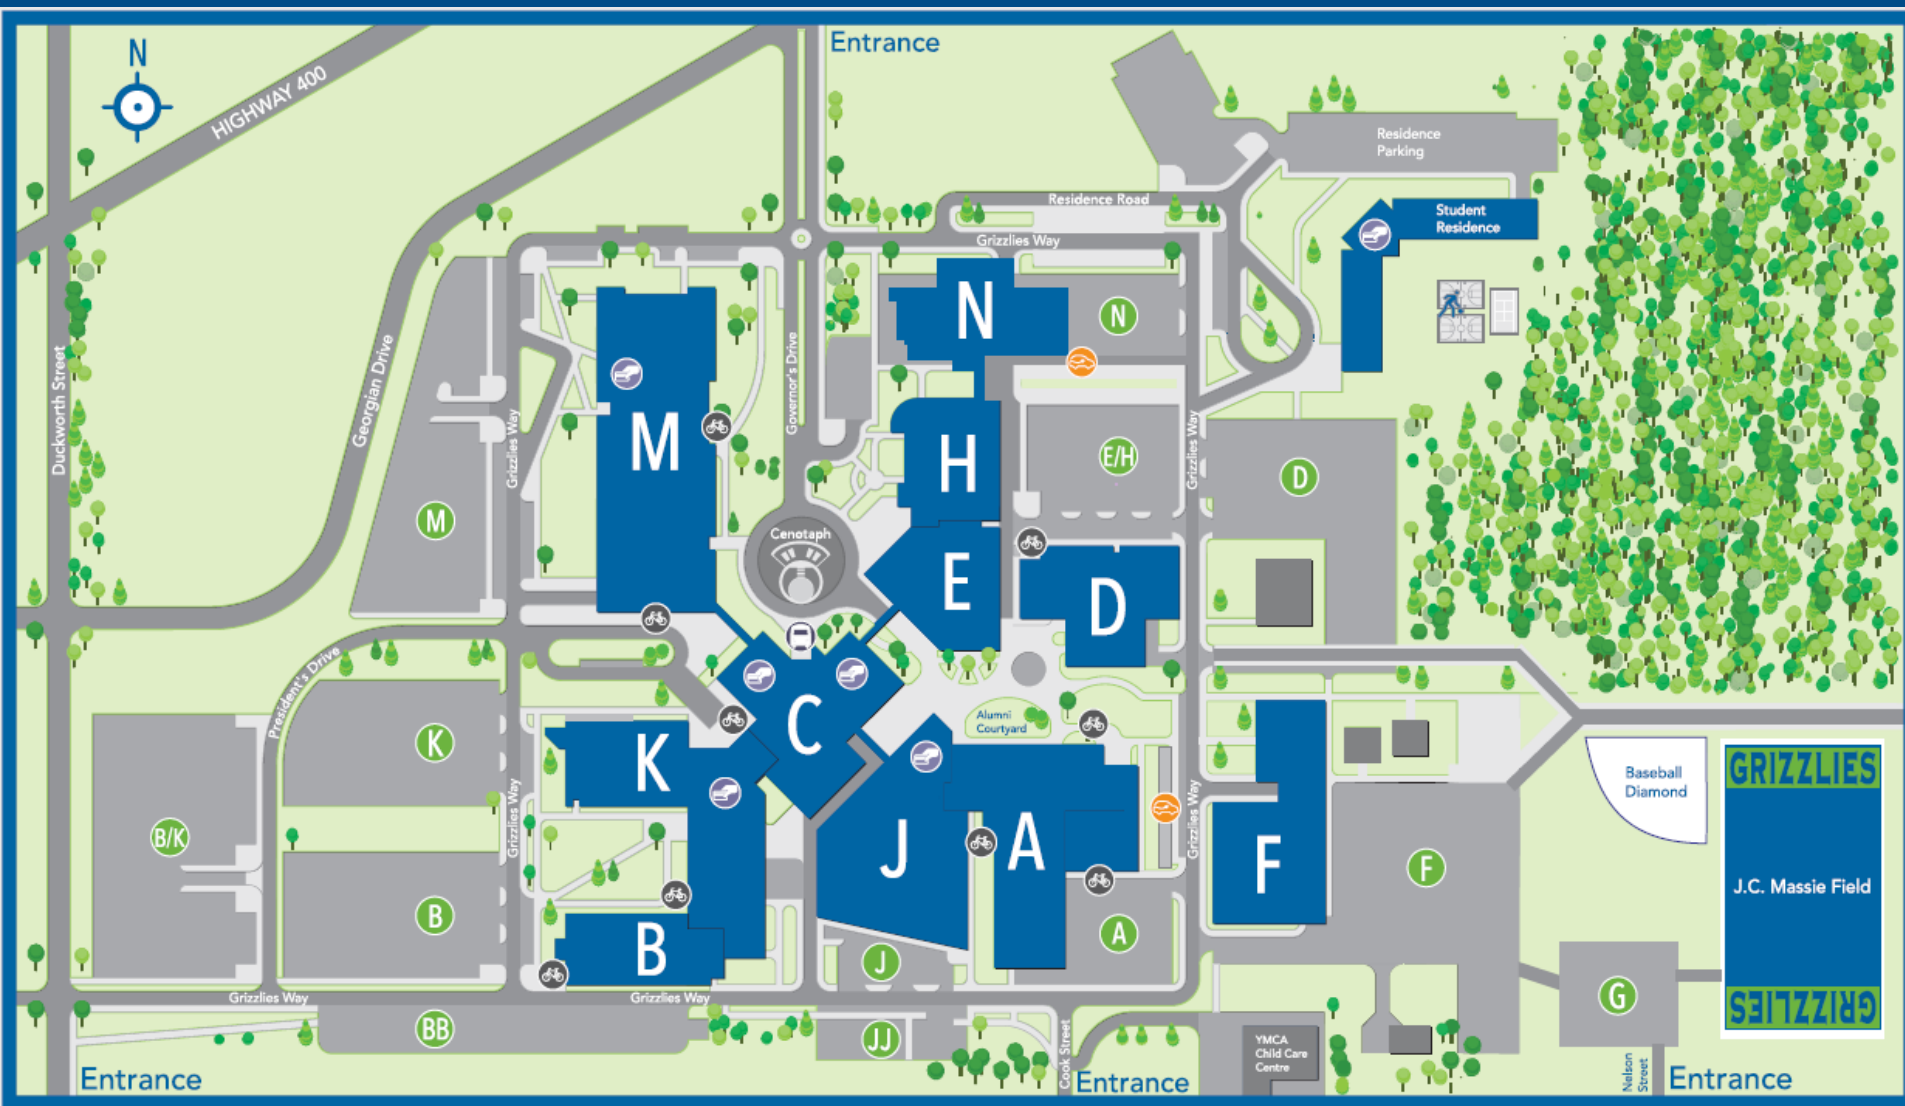 Entrance
N
HIGHWAY 400
Residence
Parking
Residence Road
Student
Residence
Grizzlies Way
N
N
Duckworth Street
Georgian Drive
Governor's Drive
Grizzlies Way
M
H
E/H
Grizzlies Way
D
M
Cenotaph
E
D
President's Drive
C
Alumni
Courtyard
K
K
Grizzlies Way
Grizzlies Way
B/K
J
A
F
F
Baseball
Diamond
GRIZZLIES
J.C. Massie Field
GRIZZLIES
B
B
J
A
G
Grizzlies Way
Grizzlies Way
BB
JJ
Cook Street
YMCA
Child Care
Centre
Nelson
Street
Entrance
Entrance
Entrance